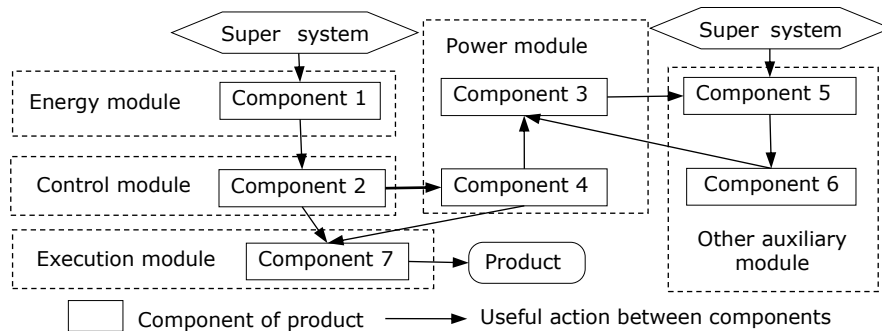 Super system
Power module
Super system
Energy module
Component 1
Component 3
Component 5
Control module
Component 2
Component 4
Component 6
Execution module
Component 7
Product
Other auxiliary
module
Component of product
Useful action between components